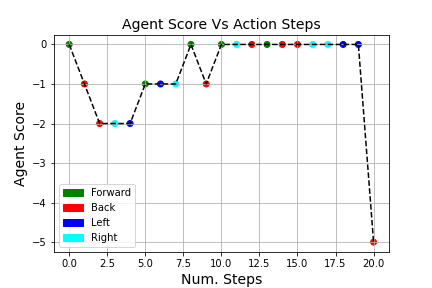 Agent Score Vs Action Steps
Agent Score
0
−1
−2
−3
−4
−5
Forward
Back
Left
Right
0.0 2.5 5.0 7.5 10.0 12.5 15.0 17.5 20.0
Num. Steps